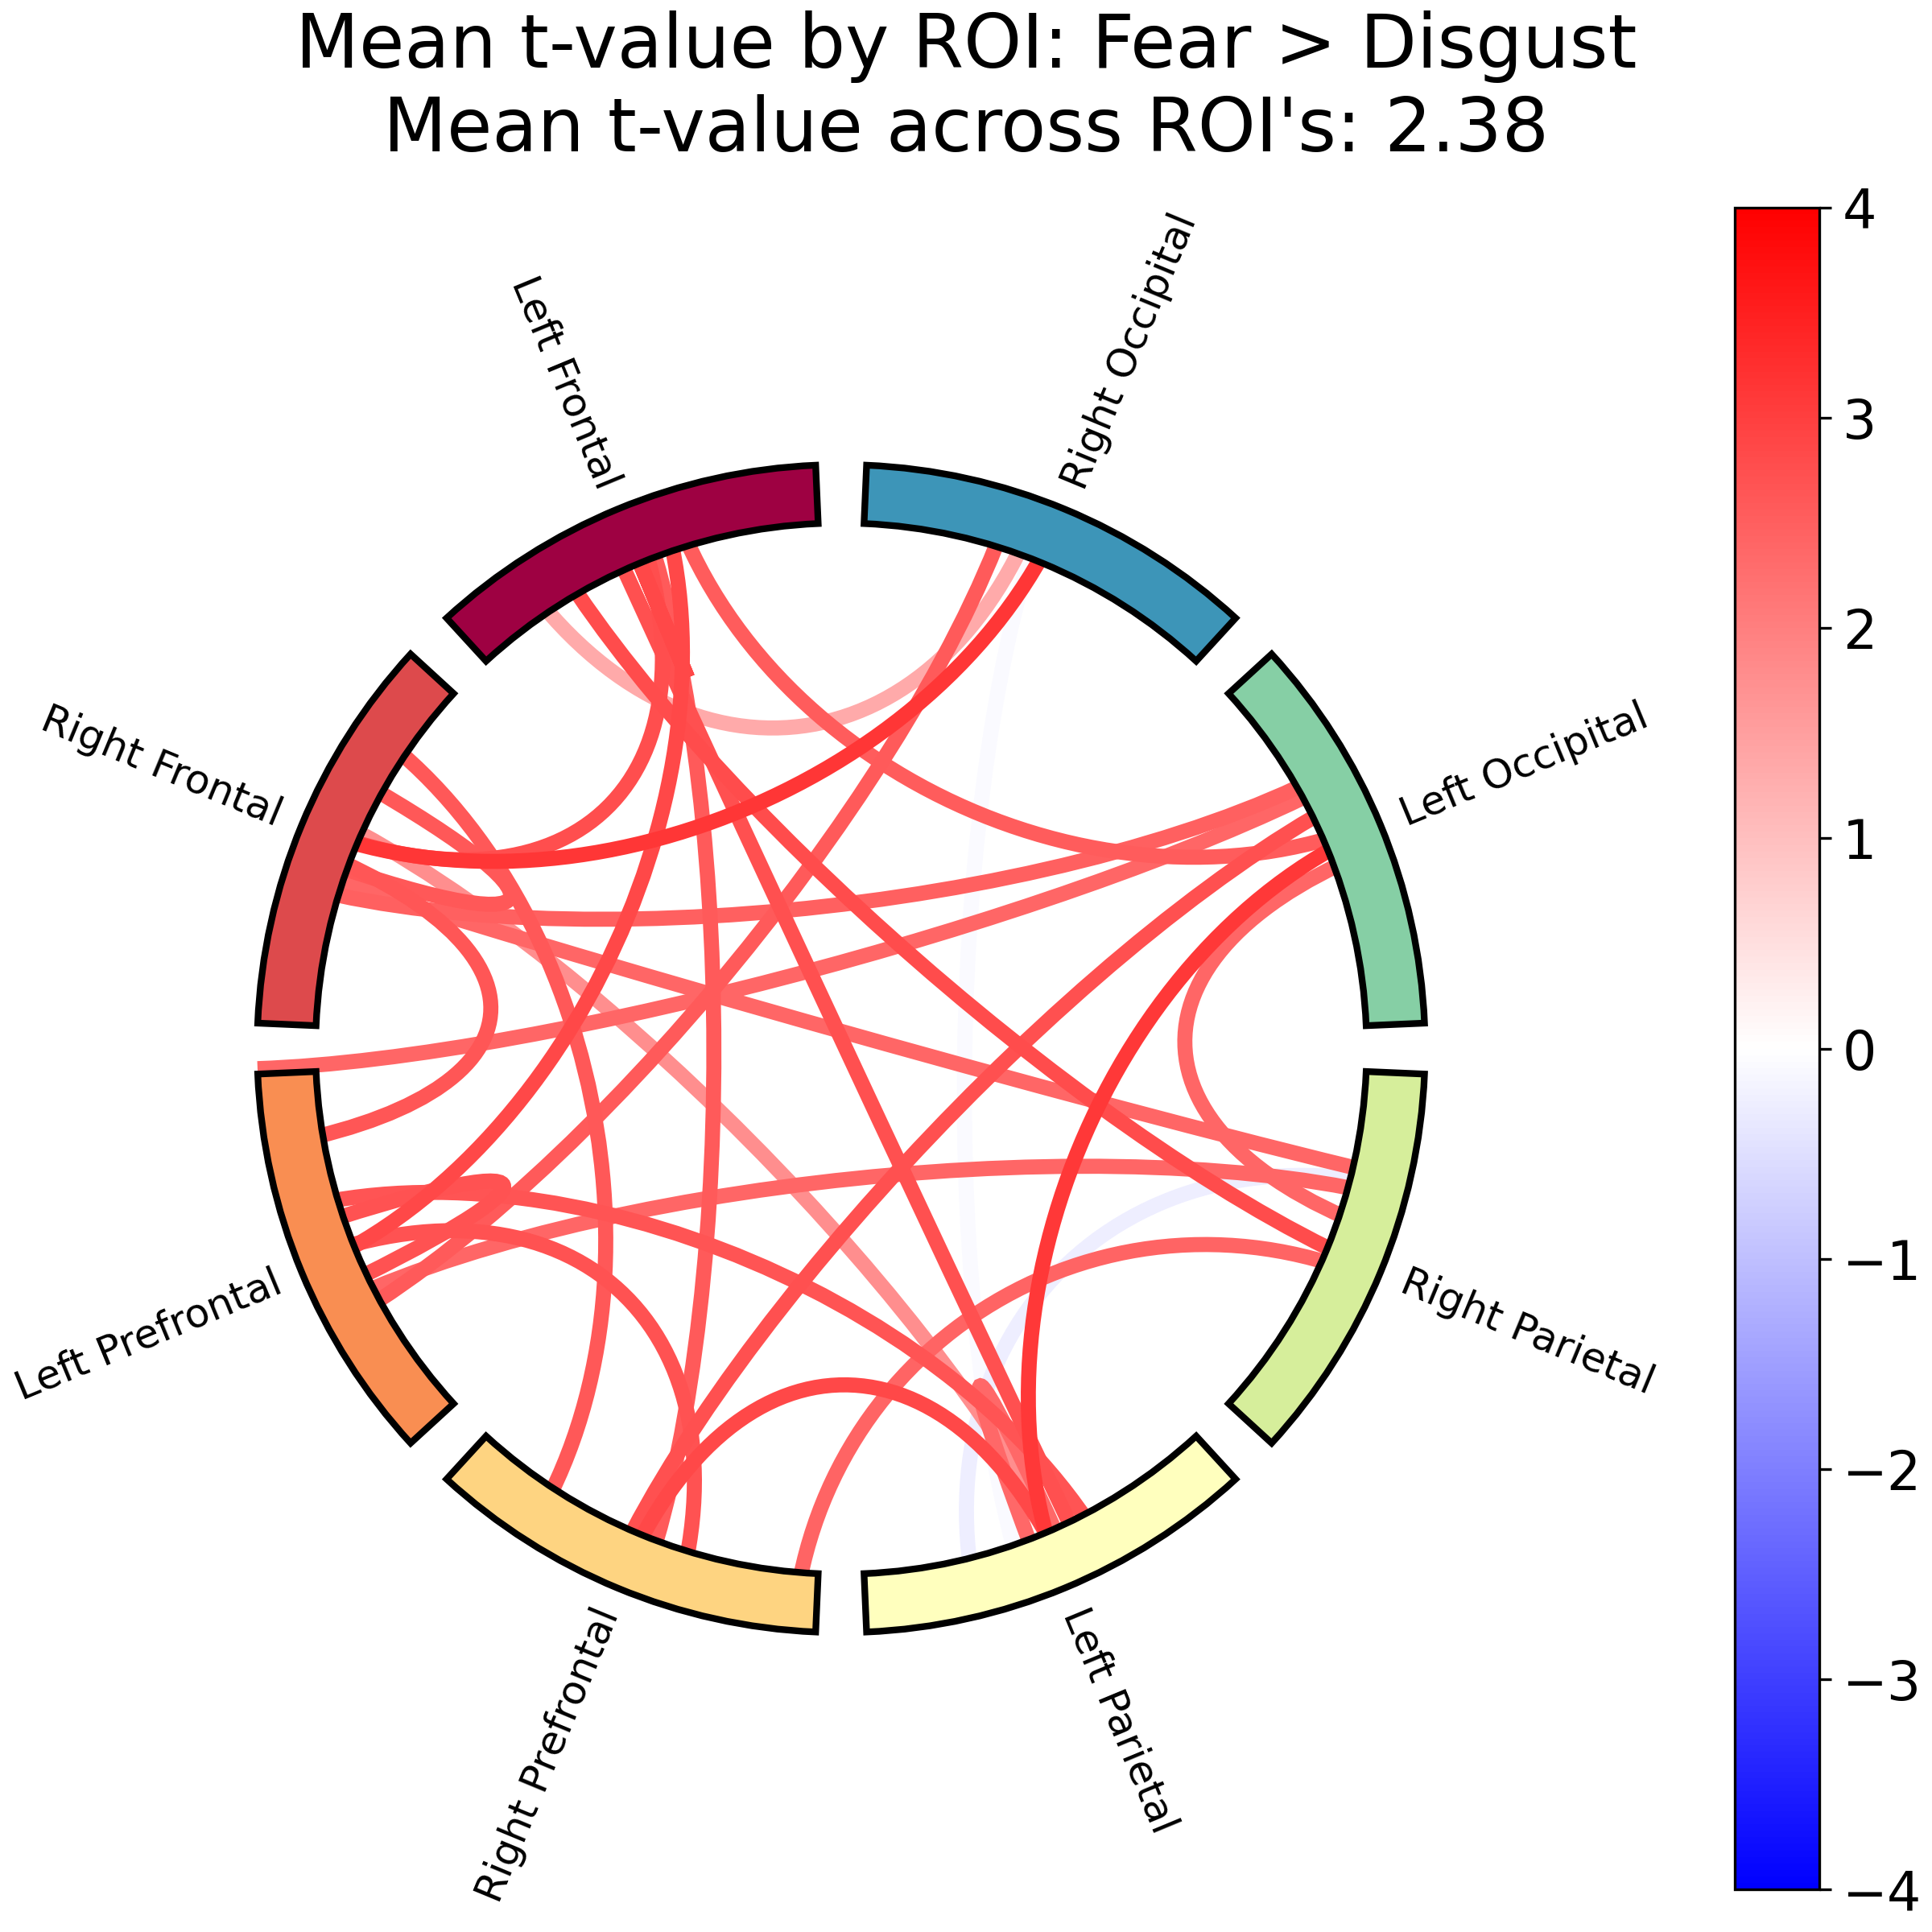 Mean t-value by ROI: Fear > Disgust
Mean t-value across ROI's: 2.38
Left Frontal
Right Occipital
Right Frontal
Left Occipital
Left Prefrontal
Right Parietal
Right Prefrontal
Left Parietal
4
3
2
1
0
−1
−2
−3
−4